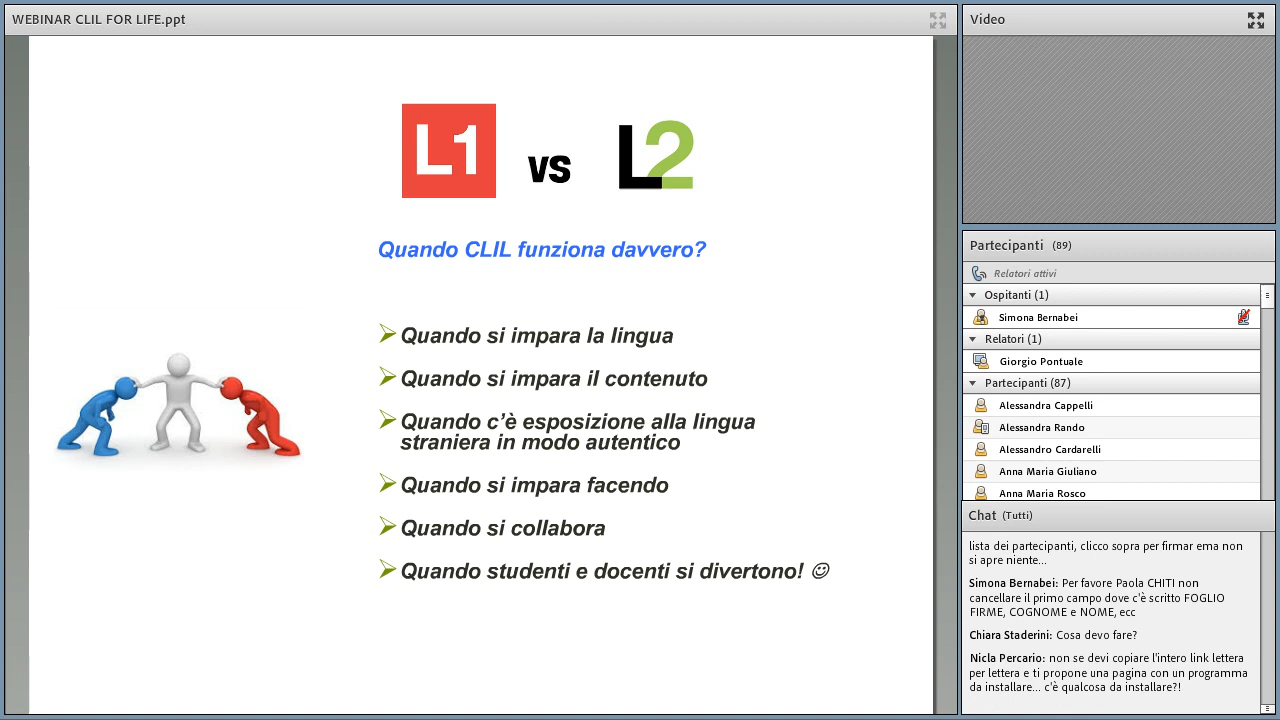 WEBINAR CLIL FOR LIFE.ppt
L1 vs L2
Quando CLIL funziona davvero?
Quando si impara la lingua
Quando si impara il contenuto
Quando c’è esposizione alla lingua
straniera in modo autentico
Quando si impara facendo
Quando si collabora
Quando studenti e docenti si divertono! ☺
Video
Partecipanti (89)
Relatori attivi
Ospitanti (1)
Simona Bernabei
Relatori (1)
Giorgio Pontuale
Partecipanti (87)
Alessandra Cappelli
Alessandra Rando
Alessandro Cardarelli
Anna Maria Giuliano
Anna Maria Rosco
Chat (Tutti)
lista dei partecipanti, clicco sopra per firmar ema non
si apre niente...
Simona Bernabei: Per favore Paola CHITI non
cancellare il primo campo dove c'è scritto FOGLIO
FIRME, COGNOME e NOME, ecc
Chiara Staderini: Cosa devo fare?
Nicla Percario: non se devi copiare l'intero link lettera
per lettera e ti propone una pagina con un programma
da installare... c'è qualcosa da installare?!